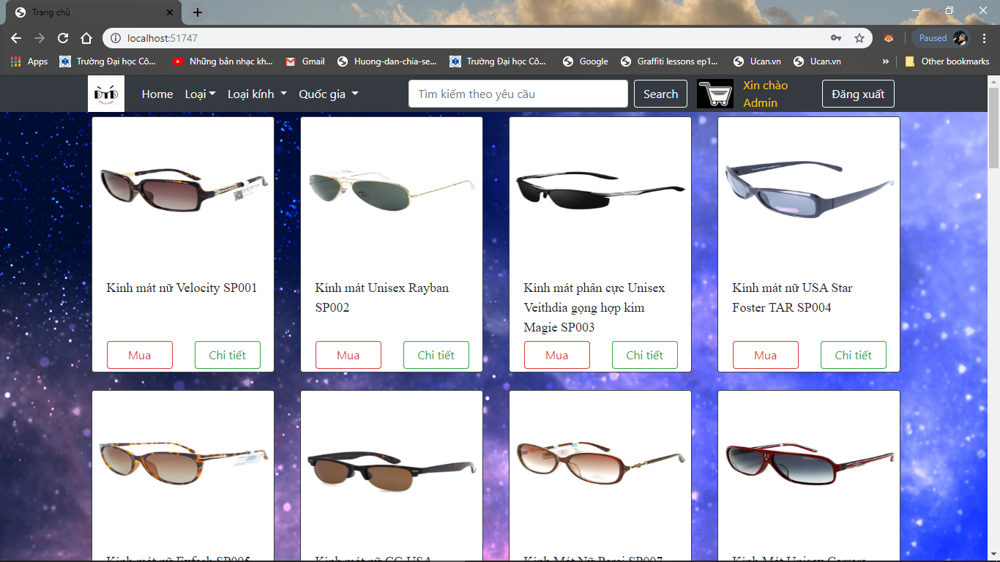 Trang chủ
localhost:51747
Paused
Apps
Trường Đại học Cô...
Những bản nhạc kh...
Gmail
Huong-dan-chia-se...
Trường Đại học Cô...
Google
Graffiti lessons ep1...
Ucan.vn
Ucan.vn
»
Other bookmarks
Home
Loại
Loại kính
Quốc gia
Tìm kiếm theo yêu cầu
Search
Xin chào
Admin
Đăng xuất
Kính mát nữ Velocity SP001
Mua
Chi tiết
Kính mát Unisex Rayban
SP002
Mua
Chi tiết
Kính mát phân cực Unisex
Veithdia gọng hợp kim
Magie SP003
Mua
Chi tiết
Kính mát nữ USA Star
Foster TAR SP004
Mua
Chi tiết
Kính mát nữ Exfash SP005
Kính mát nữ CG USA
Kính Mát Nữ Parei SP007
Kính Mát Unisex Carrera